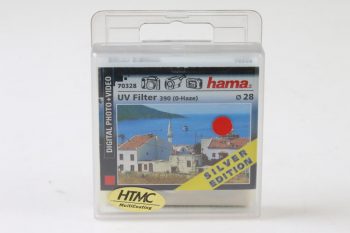 70328
hama®
UV Filter 390 (0-Haze)
ø 28
DIGITAL PHOTO+VIDEO
SILVER
EDITION
HTMC
MultiCoating